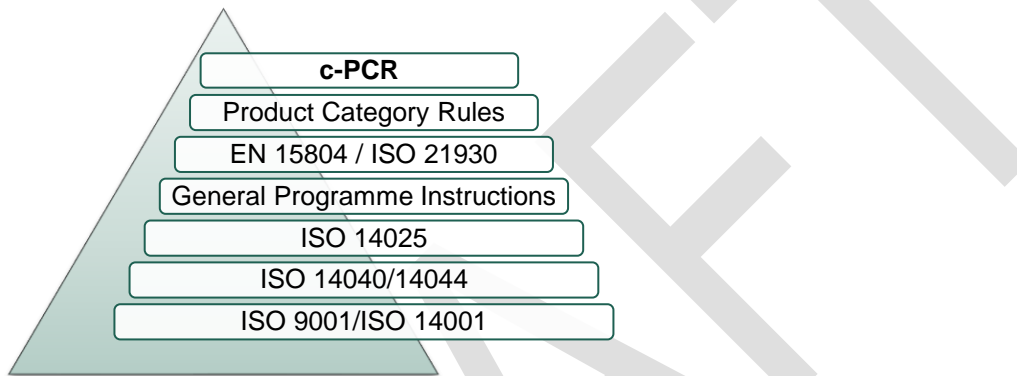 c-PCR
Product Category Rules
EN 15804 / ISO 21930
General Programme Instructions
ISO 14025
ISO 14040/14044
ISO 9001/ISO 14001